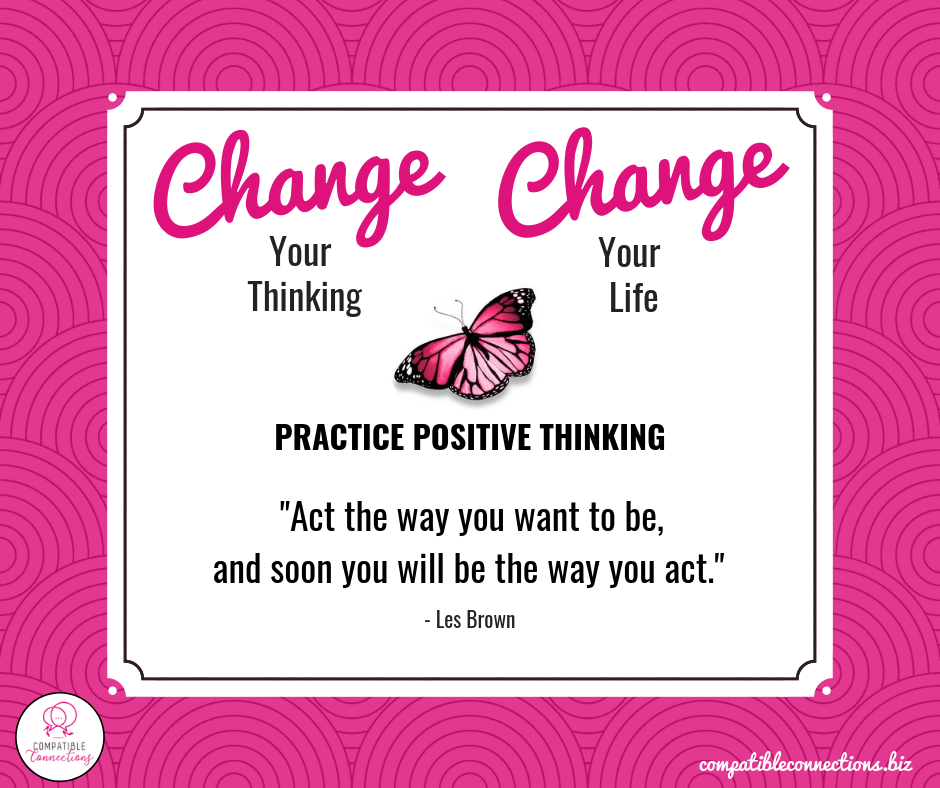 Change
Your
Thinking
Change
Your
Life
PRACTICE POSITIVE THINKING
"Act the way you want to be,
and soon you will be the way you act."
- Les Brown
COMPATIBLE
Connections
compatibleconnections.biz